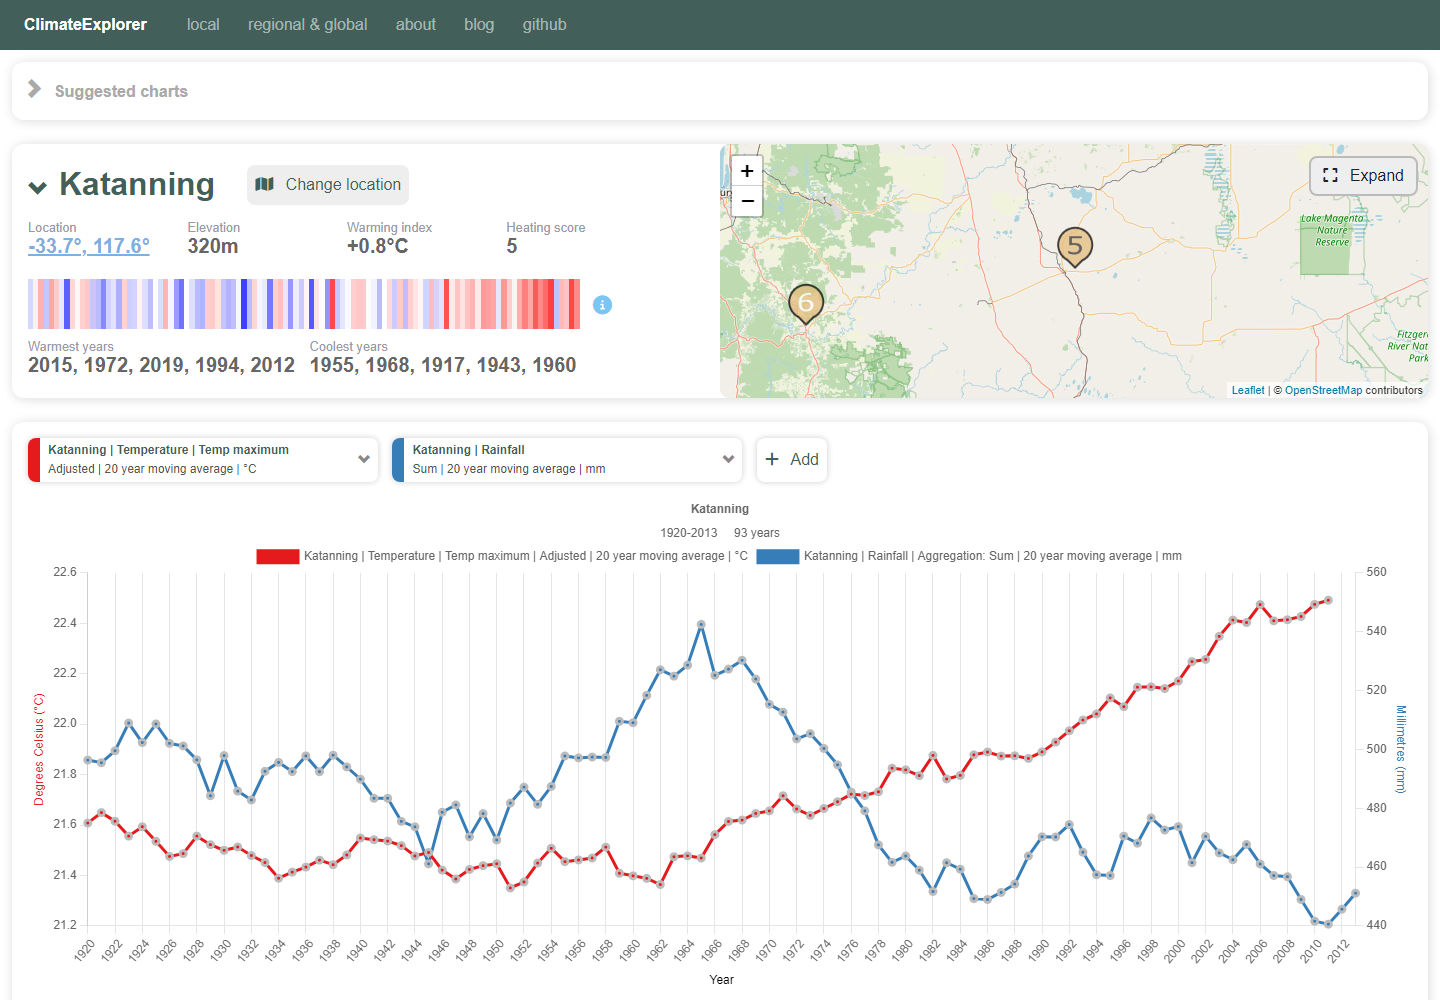 ClimateExplorer local regional & global about blog github
Suggested charts
Katanning Change location
Location Elevation Warming index Heating score
-33.7°, 117.6° 320m +0.8°C 5
Warmest years Coolest years
2015, 1972, 2019, 1994, 2012 1955, 1968, 1917, 1943, 1960
+
−
Expand
Lake Magenta
Nature
Reserve
5
6
River Nat
Park
Leaflet | © OpenStreetMap contributors
Katanning | Temperature | Temp maximum
Adjusted | 20 year moving average | °C
Katanning | Rainfall
Sum | 20 year moving average | mm
+ Add
Katanning
1920-2013 93 years
Katanning | Temperature | Temp maximum | Adjusted | 20 year moving average | °C Katanning | Rainfall | Aggregation: Sum | 20 year moving average | mm
22.6
22.4
22.2
22.0
21.8
21.6
21.4
21.2
Degrees Celsius (°C)
560
540
520
500
480
460
440
Millimetres (mm)
1920 1922 1924 1926 1928 1930 1932 1934 1936 1938 1940 1942 1944 1946 1948 1950 1952 1954 1956 1958 1960 1962 1964 1966 1968 1970 1972 1974 1976 1978 1980 1982 1984 1986 1988 1990 1992 1994 1996 1998 2000 2002 2004 2006 2008 2010 2012
Year